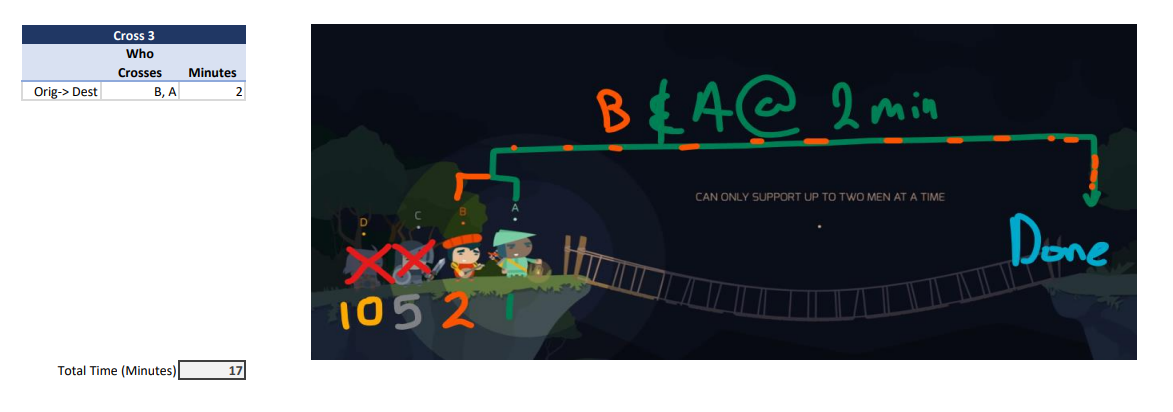 Cross 3
Who
Crosses Minutes
Orig-> Dest B, A 2
B & A @ 2 min
CAN ONLY SUPPORT UP TO TWO MEN AT A TIME
D C B A
Done
10 5 2 1
Total Time (Minutes) 17